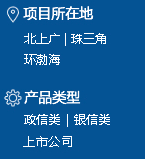 项目所在地
北上广 | 珠三角
环渤海
产品类型
政信类 | 银信类
上市公司